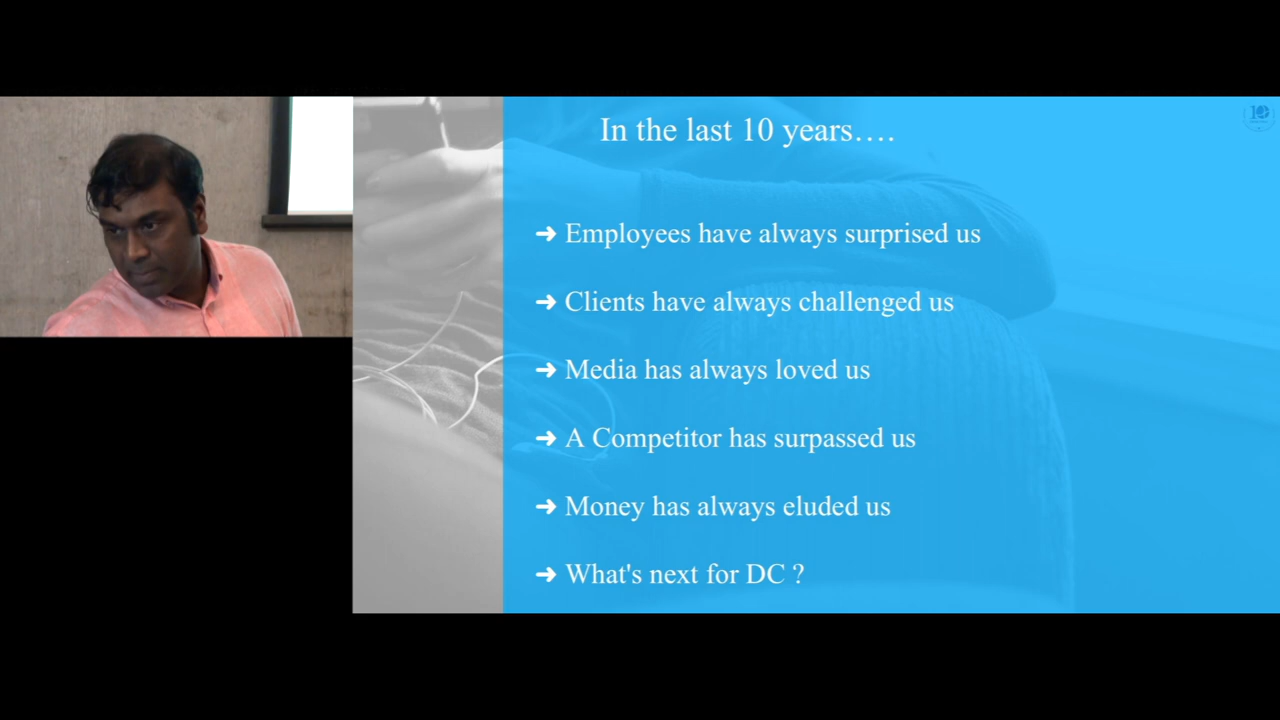 In the last 10 years....
➜ Employees have always surprised us
➜ Clients have always challenged us
➜ Media has always loved us
➜ A Competitor has surpassed us
➜ Money has always eluded us
➜ What's next for DC ?
10